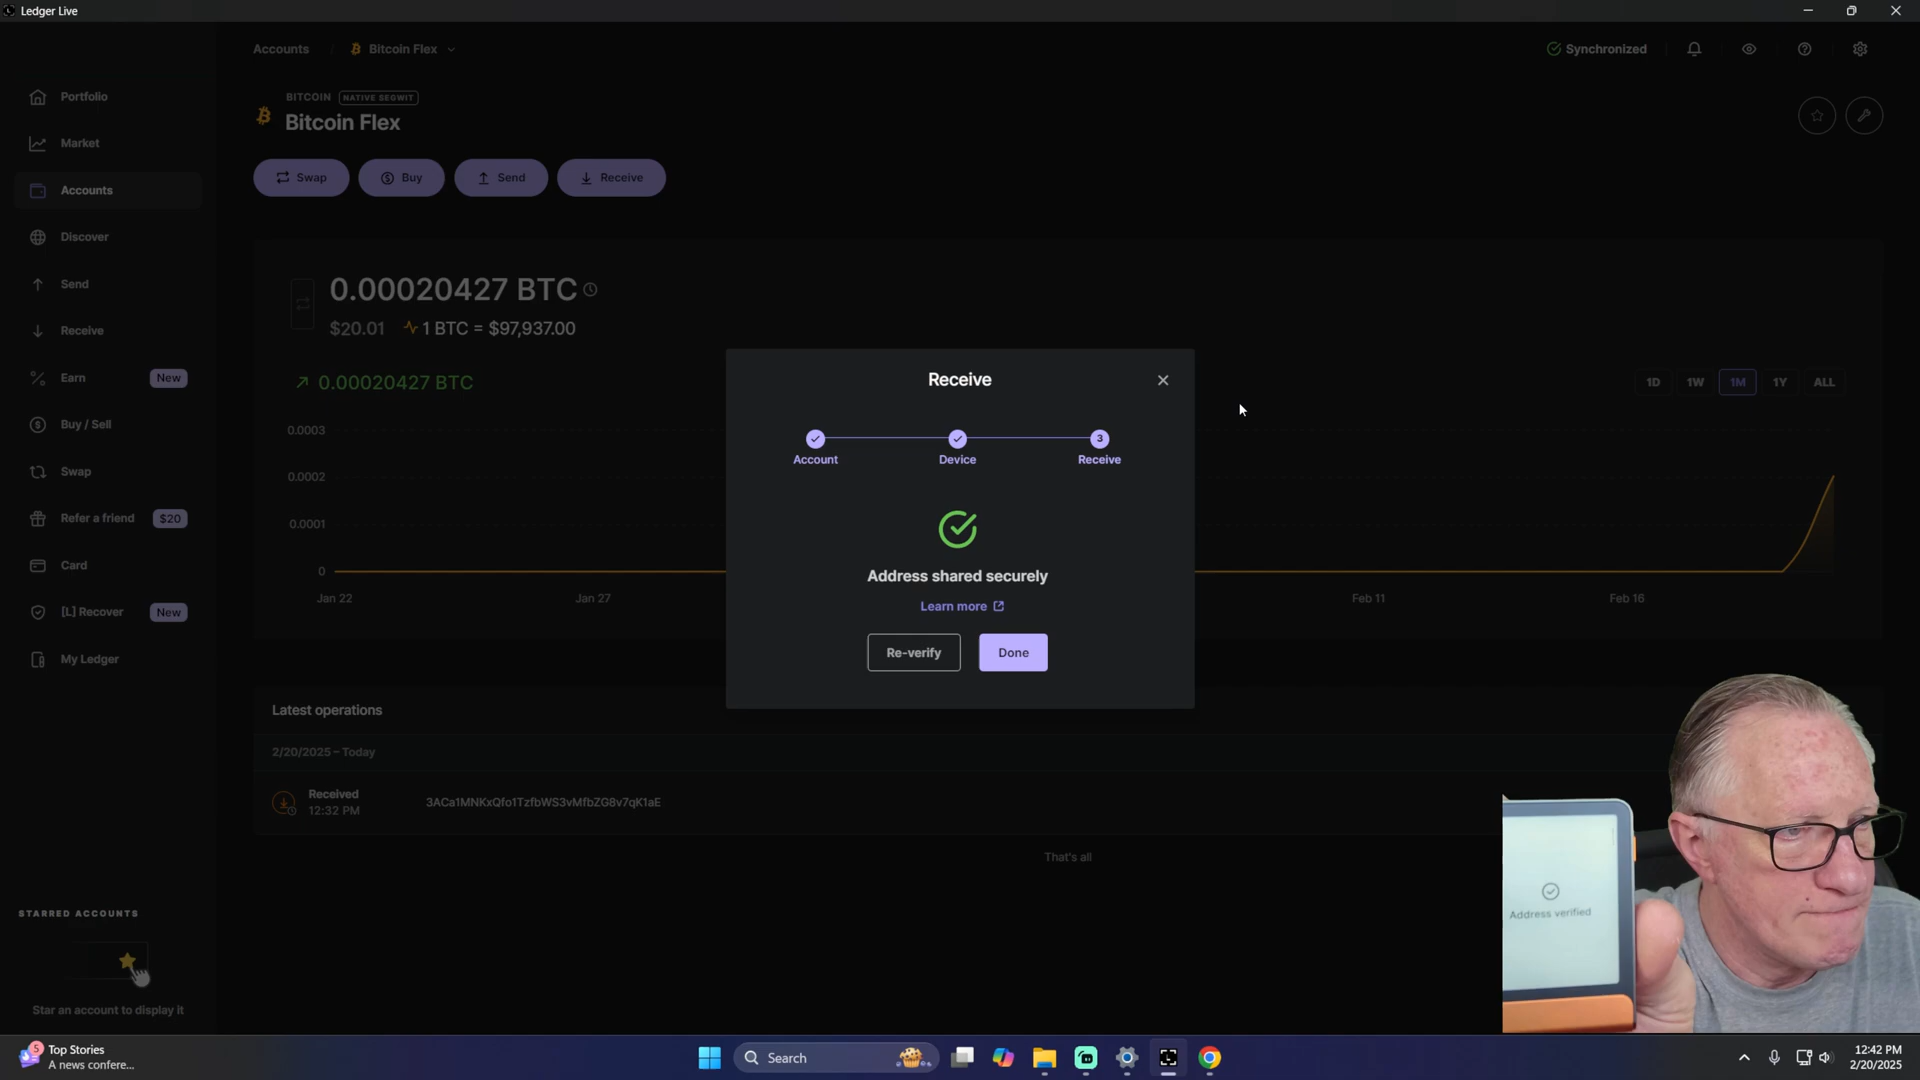 Ledger Live
Accounts / Bitcoin Flex
Synchronized
Portfolio
Market
Accounts
Discover
Send
Receive
Earn New
Buy / Sell
Swap
Refer a friend $20
Card
[L] Recover New
My Ledger
STARRED ACCOUNTS
Star an account to display it
BITCOIN NATIVE SEGWIT
Bitcoin Flex
Swap Buy Send Receive
0.00020427 BTC
$20.01 1 BTC = $97,937.00
0.00020427 BTC
1D 1W 1M 1Y ALL
0.0003
0.0002
0.0001
0
Jan 22 Jan 27 Feb 11 Feb 16
Receive
3
Account Device Receive
Address shared securely
Learn more
Re-verify Done
Latest operations
2/20/2025 – Today
Received
12:32 PM
3ACa1MNKxQfo1TzfbWS3vMfbZG8v7qK1aE
That's all
Address verified
5
Top Stories
A news confere...
Search
12:42 PM
2/20/2025